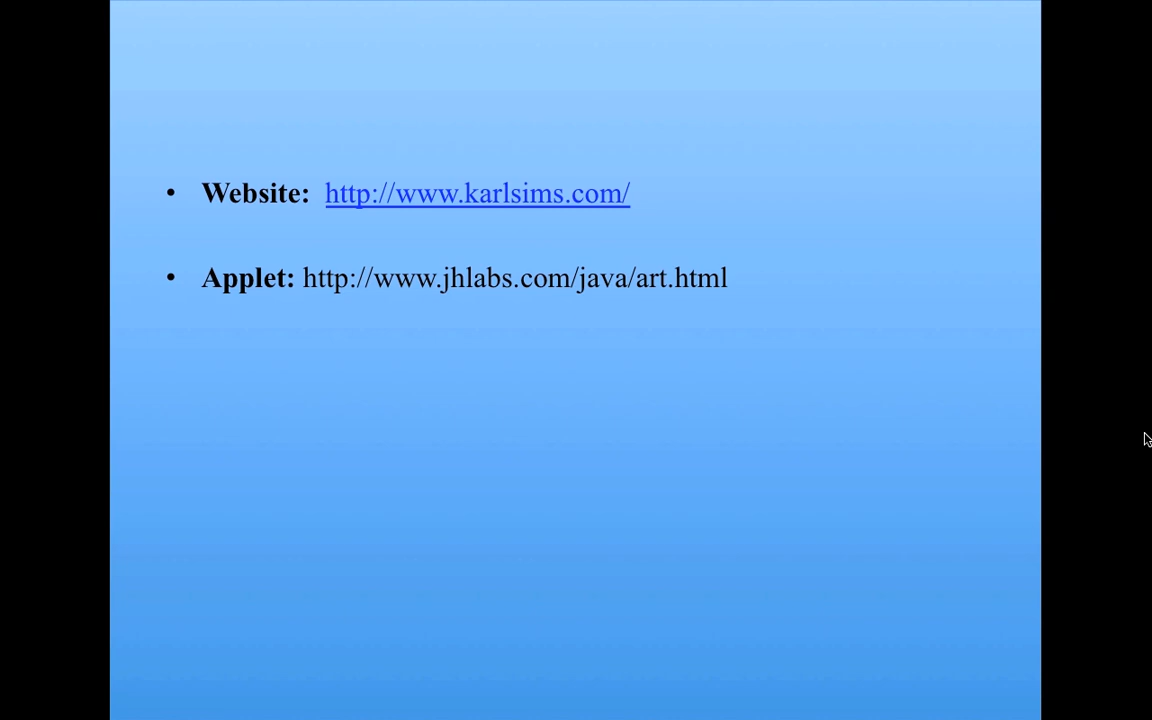 • Website: http://www.karlsims.com/
• Applet: http://www.jhlabs.com/java/art.html